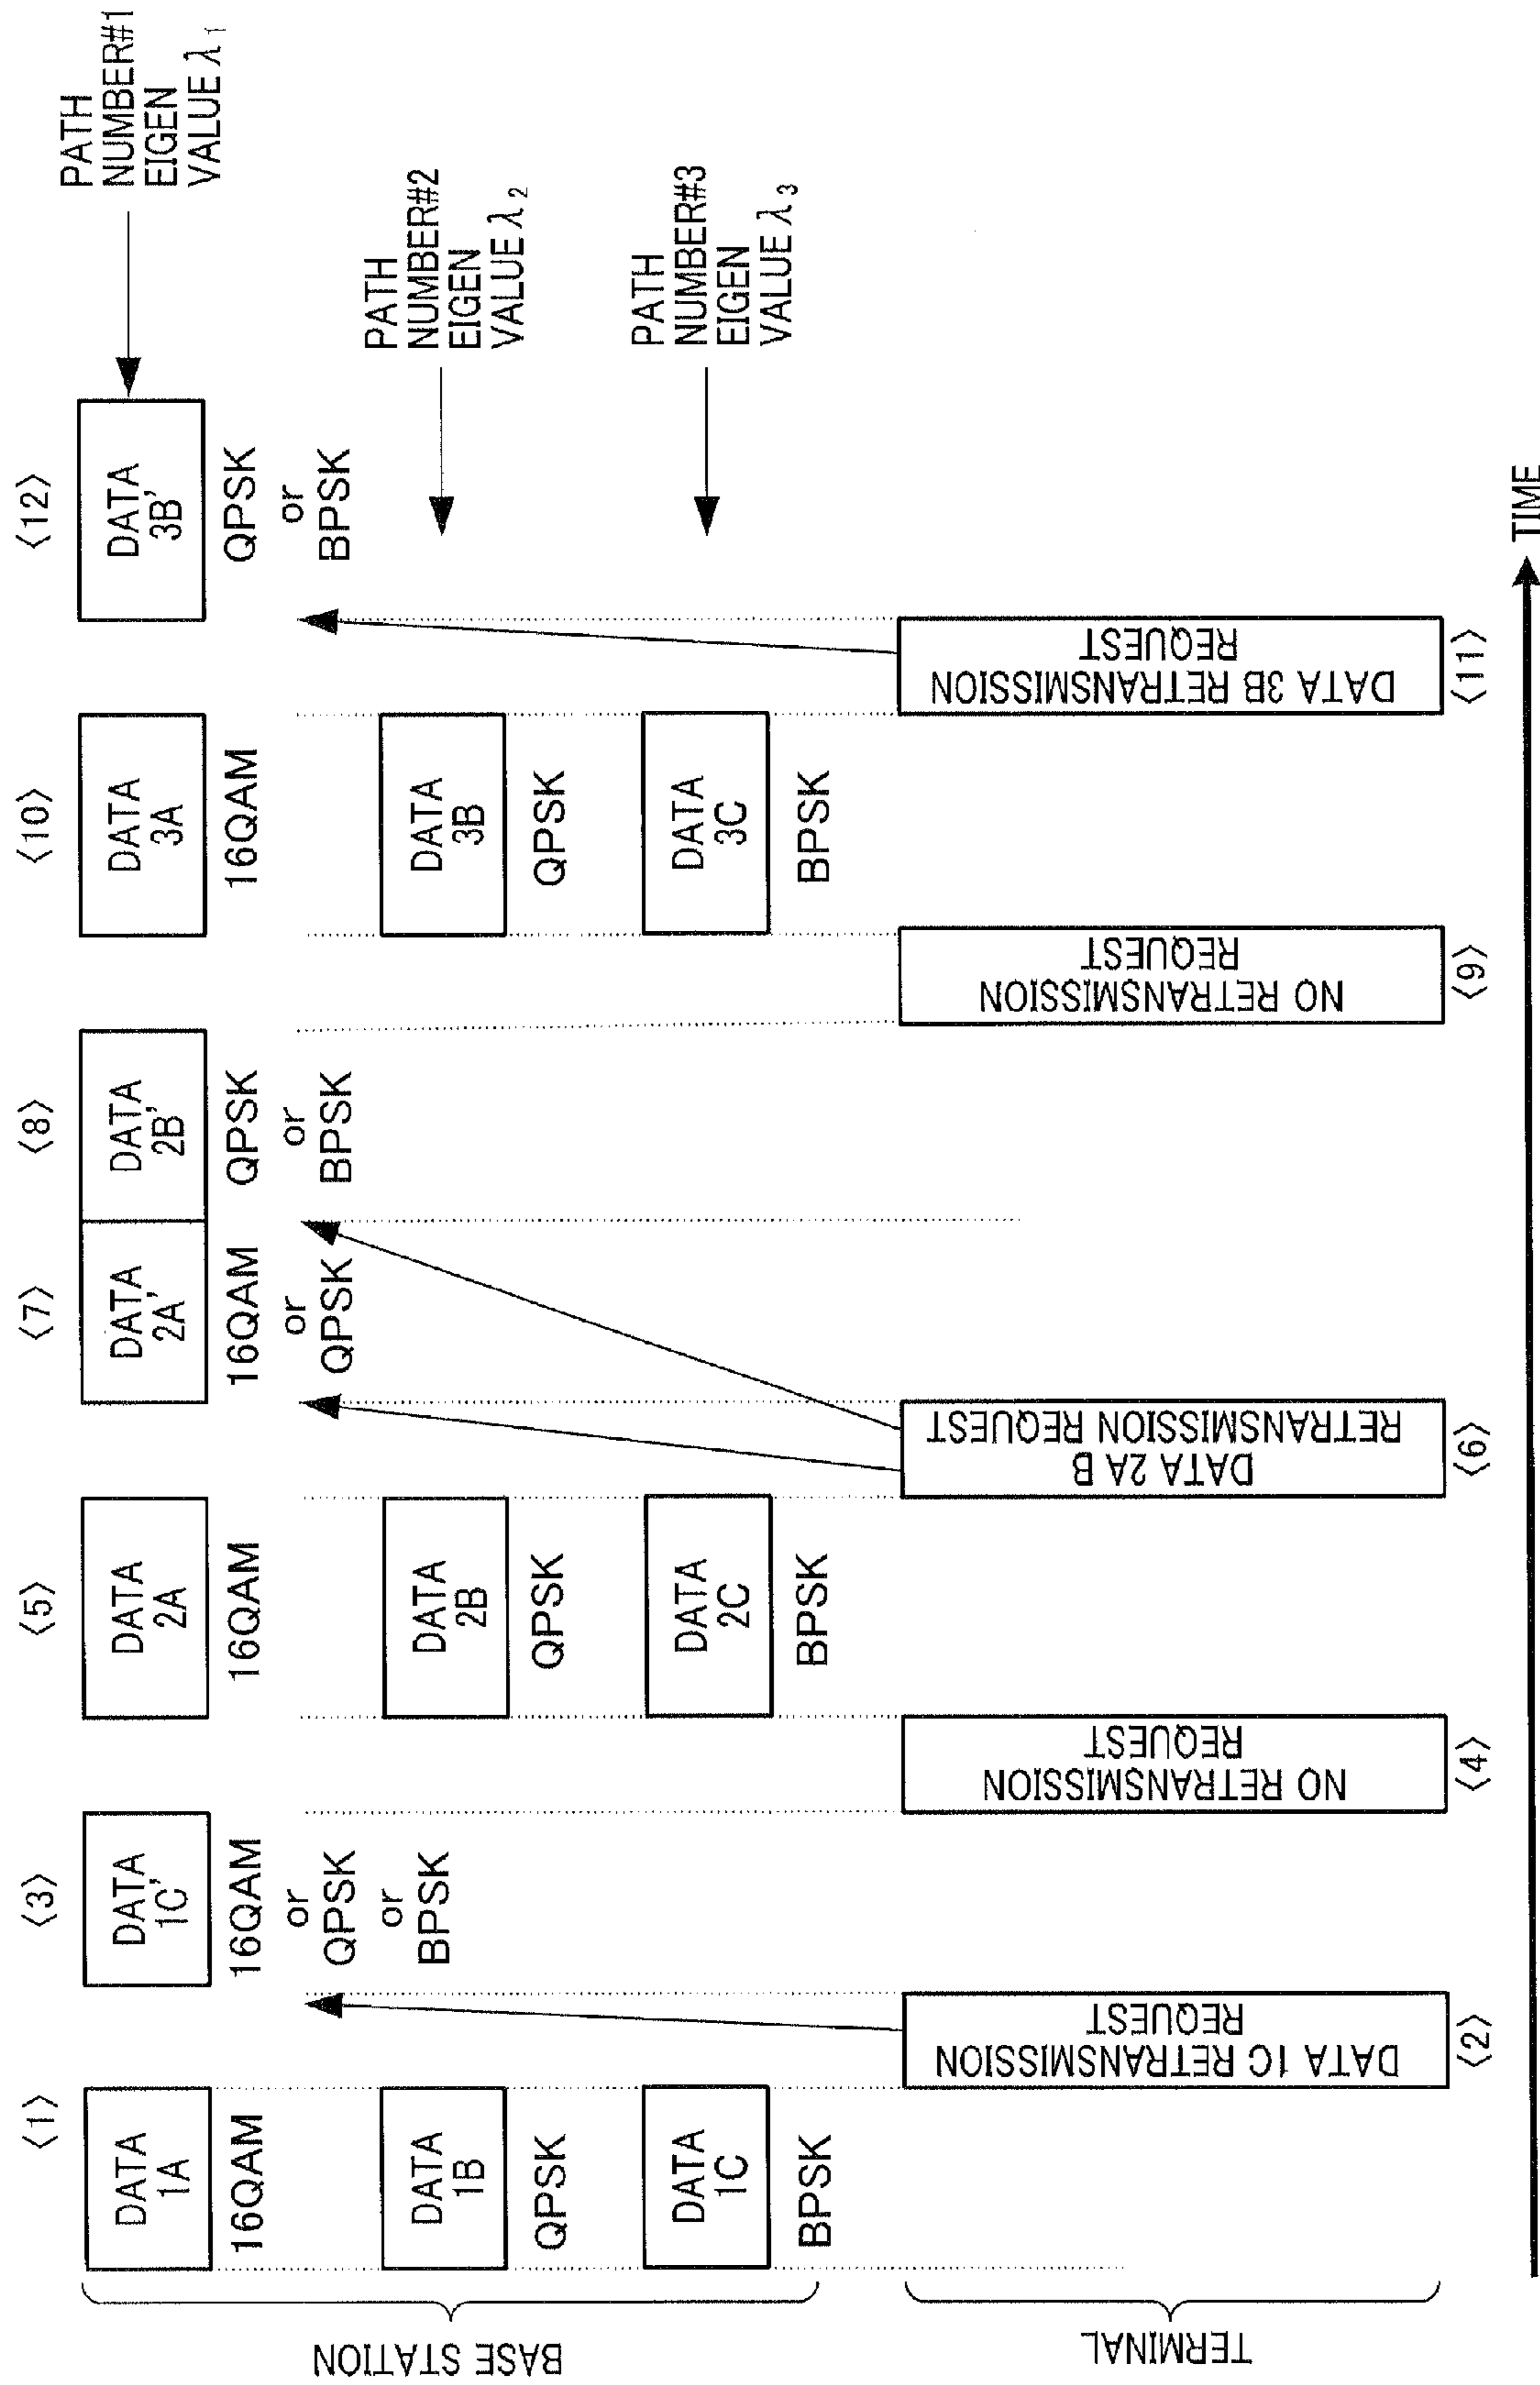 <1>
<3>
<5>
<7>
<8>
<10>
<12>
DATA
1A
16QAM
DATA
1C'
16QAM
or
QPSK
or
BPSK
DATA
2A
16QAM
DATA
2A'
16QAM
or
QPSK
DATA
2B'
QPSK
or
BPSK
DATA
3A
16QAM
DATA
3B'
QPSK
or
BPSK
PATH
NUMBER#1
EIGEN
VALUE λ1
BASE STATION
DATA
1B
QPSK
DATA
2B
QPSK
DATA
3B
QPSK
PATH
NUMBER#2
EIGEN
VALUE λ2
DATA
1C
BPSK
DATA
2C
BPSK
DATA
3C
BPSK
PATH
NUMBER#3
EIGEN
VALUE λ3
TERMINAL
DATA 1C RETRANSMISSION
REQUEST
<2>
NO RETRANSMISSION
REQUEST
<4>
DATA 2A B
RETRANSMISSION REQUEST
<6>
NO RETRANSMISSION
REQUEST
<9>
DATA 3B RETRANSMISSION
REQUEST
<11>
TIME